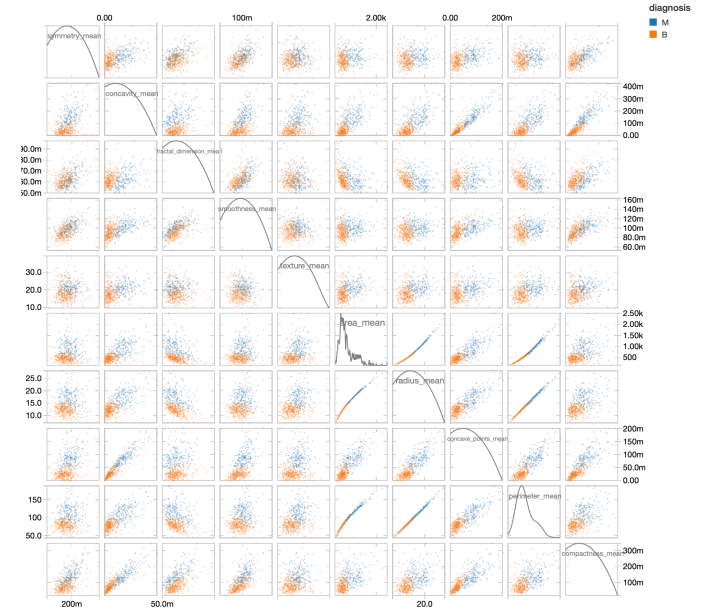 diagnosis
M
B
0.00 100m 2.00k 0.00 200m
symmetry_mean
concavity_mean
400m
300m
200m
100m
0.00
fractal_dimension_mean
90.0m
80.0m
70.0m
60.0m
50.0m
smoothness_mean
160m
140m
120m
100m
80.0m
60.0m
texture_mean
30.0
20.0
10.0
area_mean
2.50k
2.00k
1.50k
1.00k
500
radius_mean
25.0
20.0
15.0
10.0
concave_points_mean
200m
150m
100m
50.0m
0.00
perimeter_mean
150
100
50.0
compactness_mean
300m
200m
100m
200m 50.0m 20.0